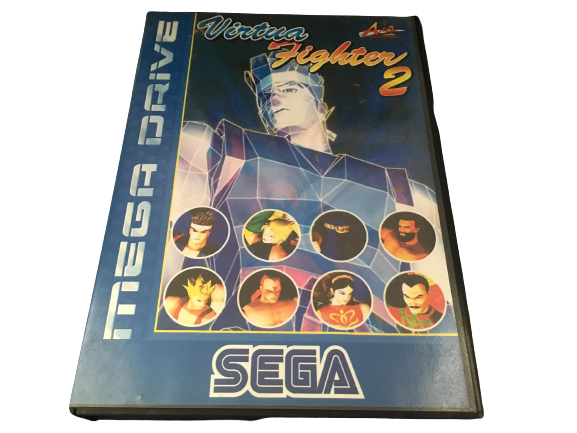 Virtua
Fighter
2
MEGA DRIVE
SEGA